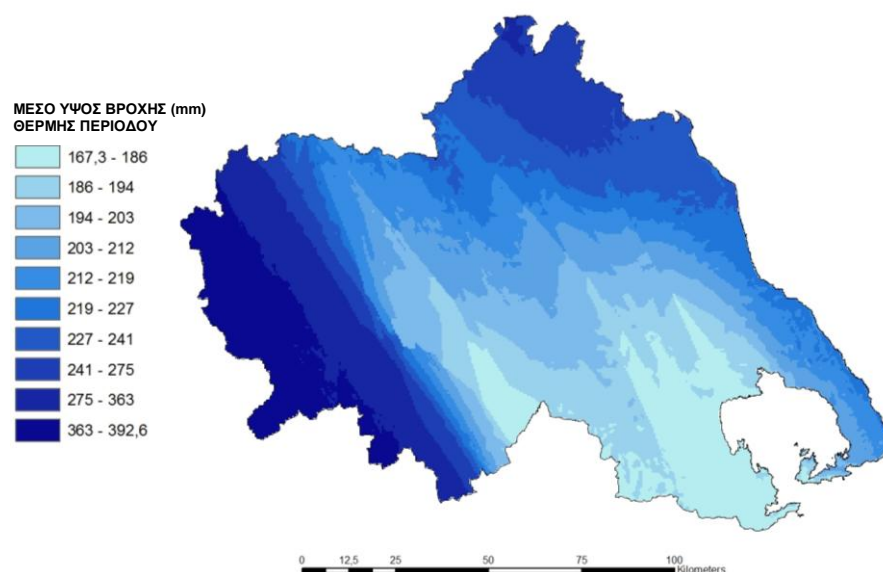 ΜΕΣΟ ΥΨΟΣ ΒΡΟΧΗΣ (mm)
ΘΕΡΜΗΣ ΠΕΡΙΟΔΟΥ
167,3 - 186
186 - 194
194 - 203
203 - 212
212 - 219
219 - 227
227 - 241
241 - 275
275 - 363
363 - 392,6
0 12,5 25 50 75 100
Kilometers